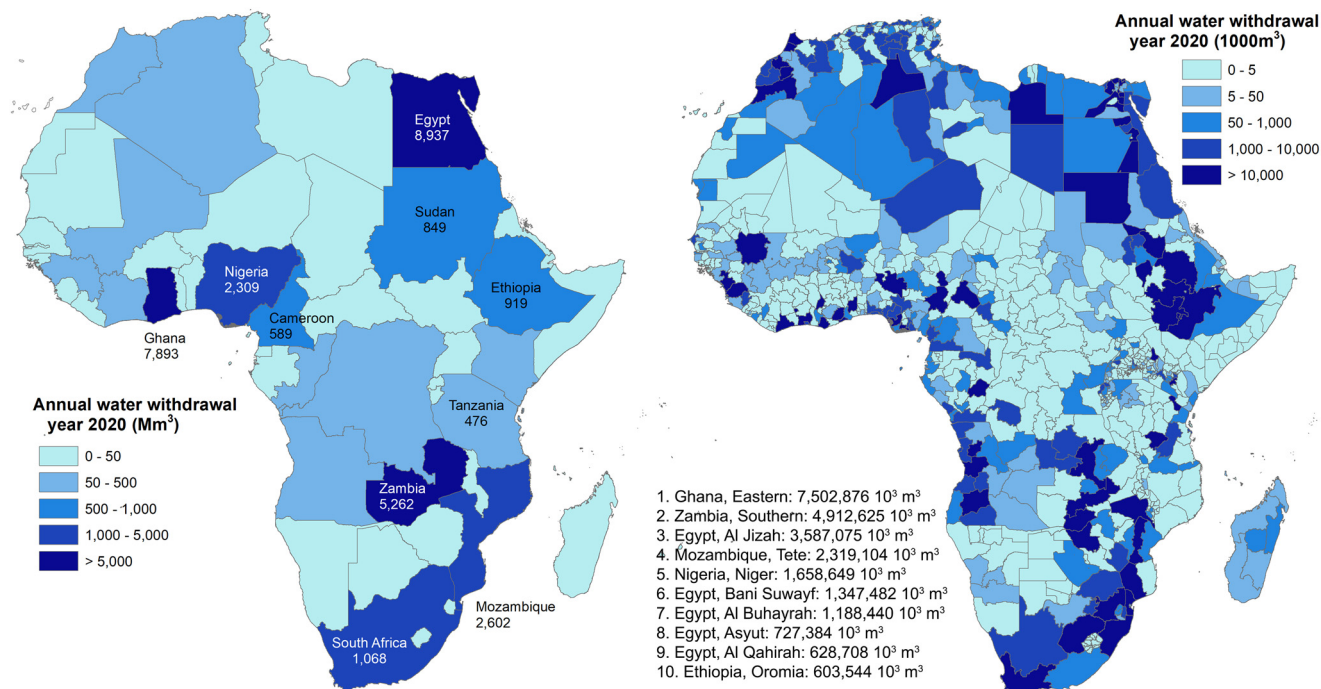 Egypt
8,937
Sudan
849
Nigeria
2,309
Ethiopia
919
Cameroon
589
Ghana
7,893
Tanzania
476
Zambia
5,262
Mozambique
2,602
South Africa
1,068
Annual water withdrawal
year 2020 (Mm³)
0 - 50
50 - 500
500 - 1,000
1,000 - 5,000
> 5,000
Annual water withdrawal
year 2020 (1000m³)
0 - 5
5 - 50
50 - 1,000
1,000 - 10,000
> 10,000
1. Ghana, Eastern: 7,502,876 10³ m³
2. Zambia, Southern: 4,912,625 10³ m³
3. Egypt, Al Jizah: 3,587,075 10³ m³
4. Mozambique, Tete: 2,319,104 10³ m³
5. Nigeria, Niger: 1,658,649 10³ m³
6. Egypt, Bani Suwayf: 1,347,482 10³ m³
7. Egypt, Al Buhayrah: 1,188,440 10³ m³
8. Egypt, Asyut: 727,384 10³ m³
9. Egypt, Al Qahirah: 628,708 10³ m³
10. Ethiopia, Oromia: 603,544 10³ m³